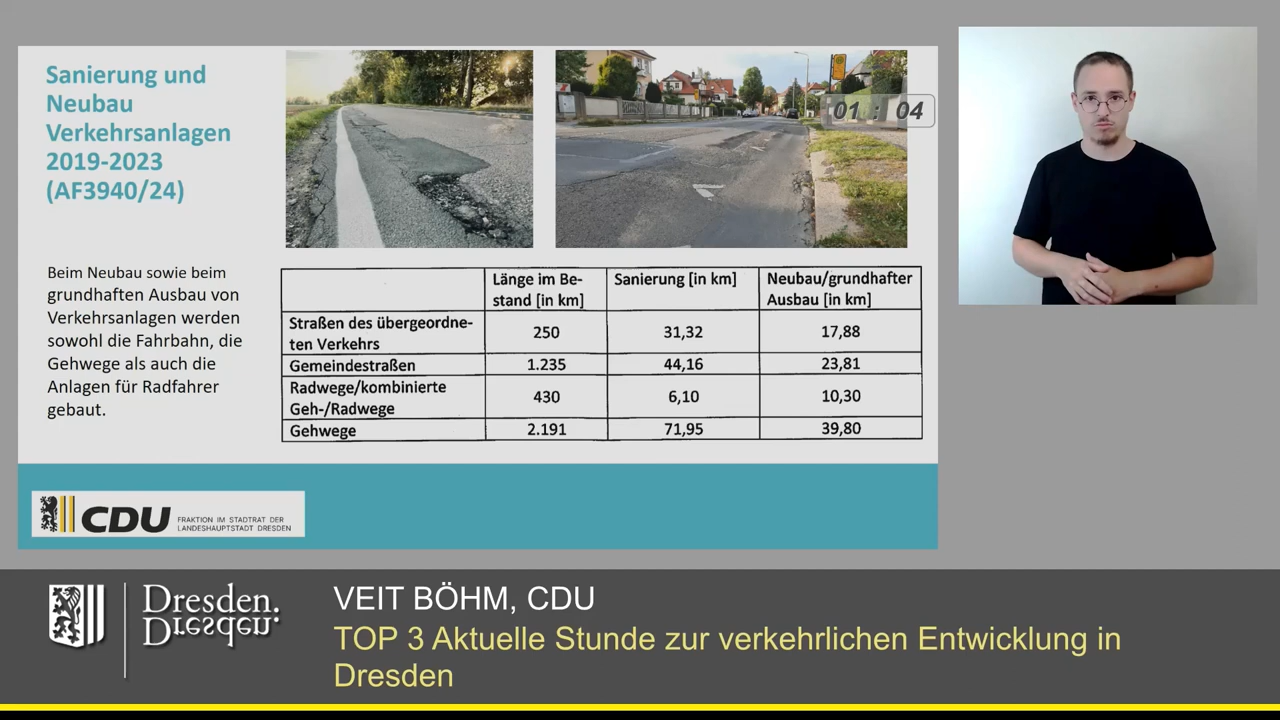 Sanierung und
Neubau
Verkehrsanlagen
2019-2023
(AF3940/24)
01 : 04
Beim Neubau sowie beim
grundhaften Ausbau von
Verkehrsanlagen werden
sowohl die Fahrbahn, die
Gehwege als auch die
Anlagen für Radfahrer
gebaut.
Länge im Be-
stand [in km]
Sanierung [in km]
Neubau/grundhafter
Ausbau [in km]
Straßen des übergeordne-
ten Verkehrs
250
31,32
17,88
Gemeindestraßen
1.235
44,16
23,81
Radwege/kombinierte
Geh-/Radwege
430
6,10
10,30
Gehwege
2.191
71,95
39,80
CDU
FRAKTION IM STADTRAT DER
LANDESHAUPTSTADT DRESDEN
Dresden.
Dresden.
VEIT BÖHM, CDU
TOP 3 Aktuelle Stunde zur verkehrlichen Entwicklung in
Dresden